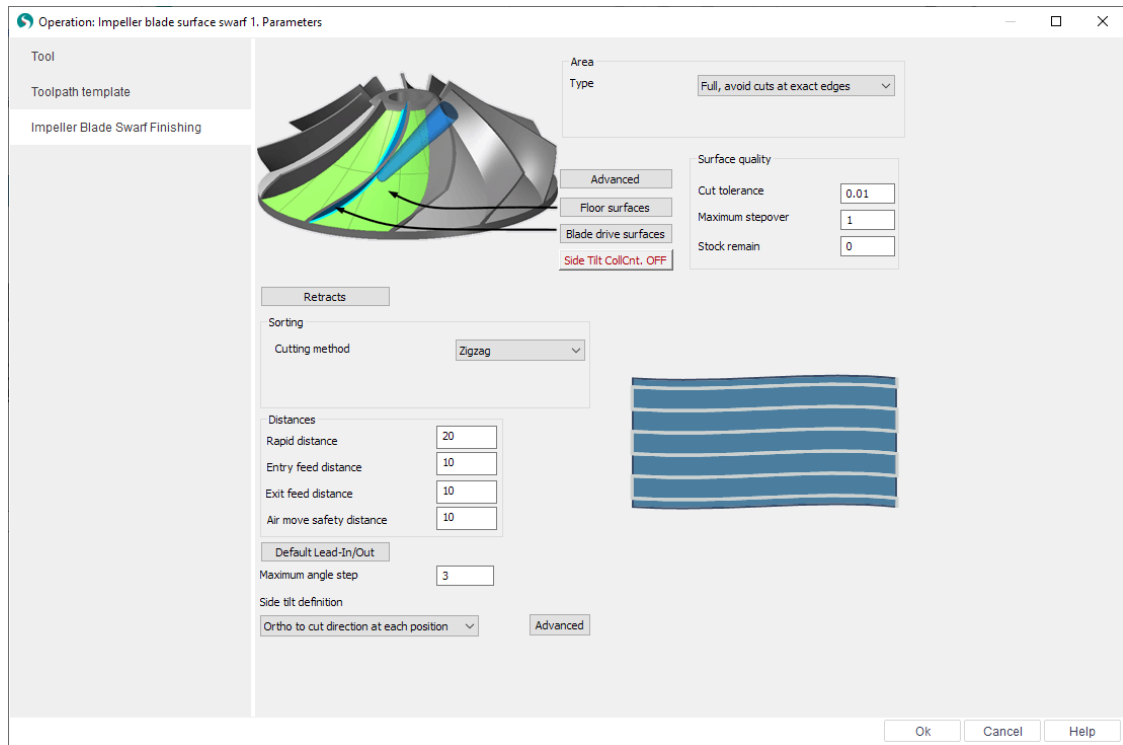 Operation: Impeller blade surface swarf 1. Parameters
Tool
Toolpath template
Impeller Blade Swarf Finishing
Area
Type
Full, avoid cuts at exact edges
Advanced
Floor surfaces
Blade drive surfaces
Side Tilt CollCnt. OFF
Surface quality
Cut tolerance
0.01
Maximum stepover
1
Stock remain
0
Retracts
Sorting
Cutting method
Zigzag
Distances
Rapid distance
20
Entry feed distance
10
Exit feed distance
10
Air move safety distance
10
Default Lead-In/Out
Maximum angle step
3
Side tilt definition
Ortho to cut direction at each position
Advanced
Ok
Cancel
Help